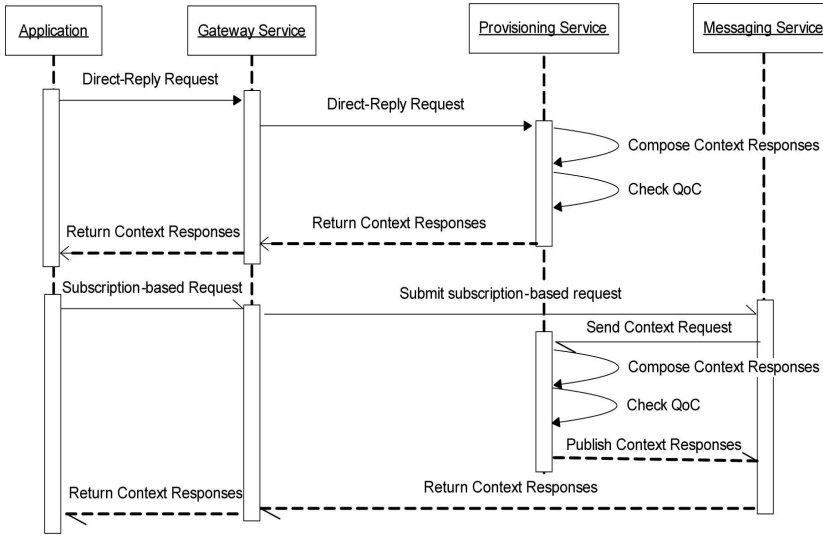 Application
Gateway Service
Provisioning Service
Messaging Service
Direct-Reply Request
Direct-Reply Request
Compose Context Responses
Check QoC
Return Context Responses
Return Context Responses
Subscription-based Request
Submit subscription-based request
Send Context Request
Compose Context Responses
Check QoC
Publish Context Responses
Return Context Responses
Return Context Responses